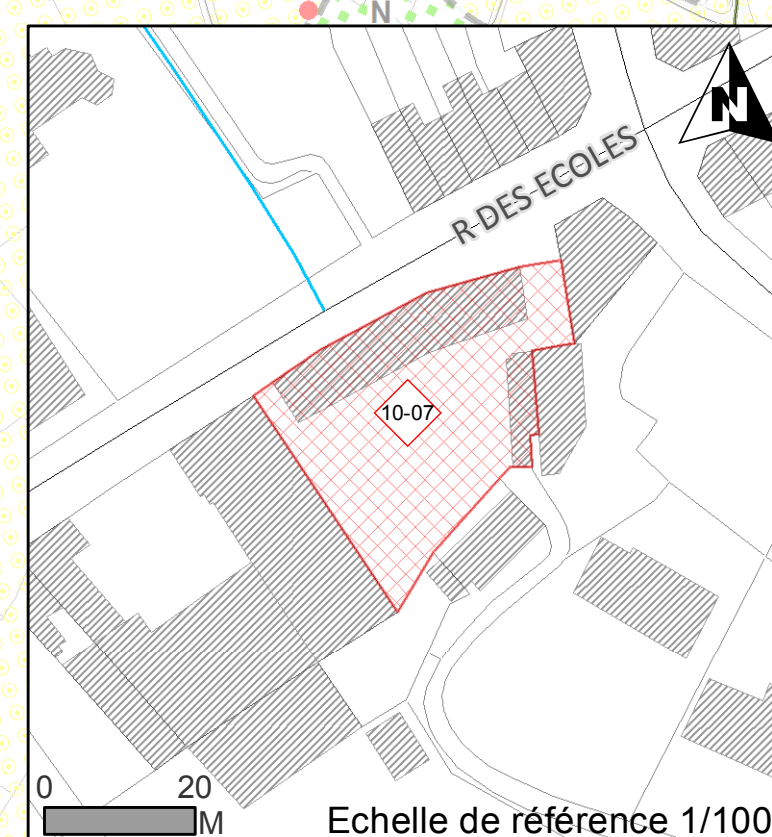 N
N
R DES ECOLES
10-07
0 20
M
Echelle de référence 1/100